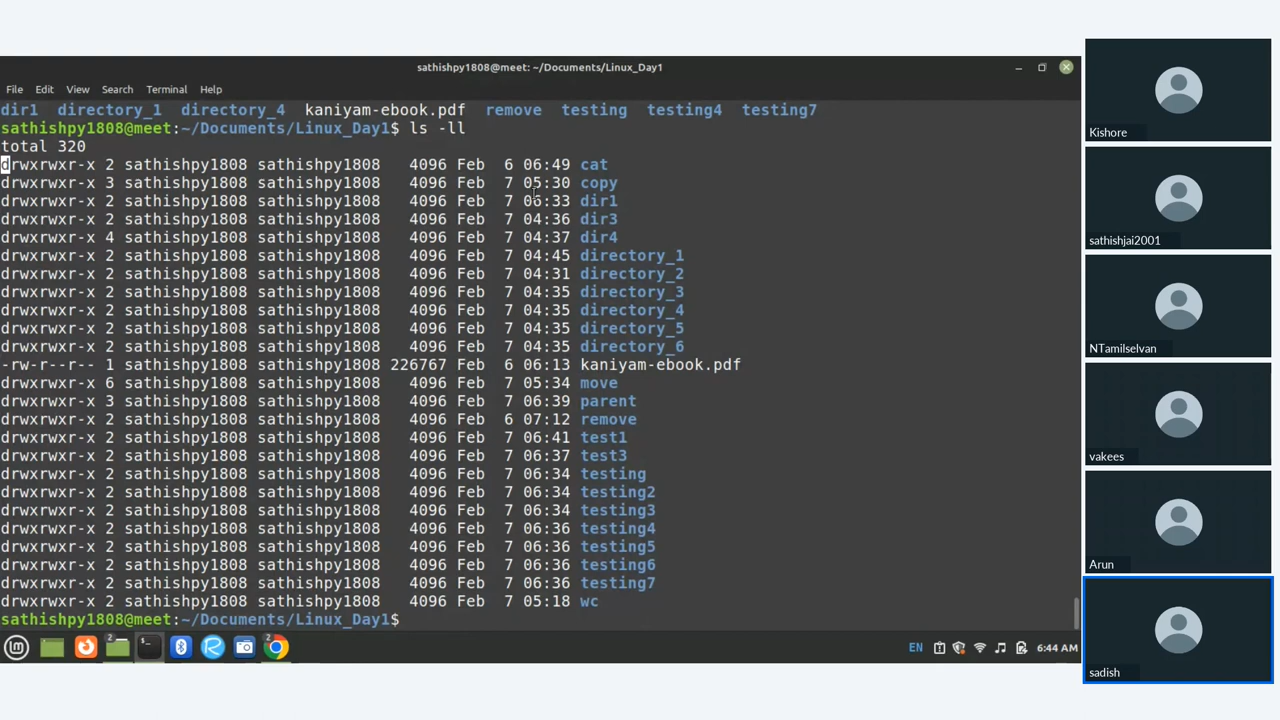 sathishpy1808@meet: ~/Documents/Linux_Day1
File Edit View Search Terminal Help
dir1 directory_1 directory_4 kaniyam-ebook.pdf remove testing testing4 testing7
sathishpy1808@meet:~/Documents/Linux_Day1$ ls -ll
total 320
drwxrwxr-x 2 sathishpy1808 sathishpy1808 4096 Feb 6 06:49 cat
drwxrwxr-x 3 sathishpy1808 sathishpy1808 4096 Feb 7 05:30 copy
drwxrwxr-x 2 sathishpy1808 sathishpy1808 4096 Feb 7 06:33 dir1
drwxrwxr-x 2 sathishpy1808 sathishpy1808 4096 Feb 7 04:36 dir3
drwxrwxr-x 4 sathishpy1808 sathishpy1808 4096 Feb 7 04:37 dir4
drwxrwxr-x 2 sathishpy1808 sathishpy1808 4096 Feb 7 04:45 directory_1
drwxrwxr-x 2 sathishpy1808 sathishpy1808 4096 Feb 7 04:31 directory_2
drwxrwxr-x 2 sathishpy1808 sathishpy1808 4096 Feb 7 04:35 directory_3
drwxrwxr-x 2 sathishpy1808 sathishpy1808 4096 Feb 7 04:35 directory_4
drwxrwxr-x 2 sathishpy1808 sathishpy1808 4096 Feb 7 04:35 directory_5
drwxrwxr-x 2 sathishpy1808 sathishpy1808 4096 Feb 7 04:35 directory_6
-rw-r--r-- 1 sathishpy1808 sathishpy1808 226767 Feb 6 06:13 kaniyam-ebook.pdf
drwxrwxr-x 6 sathishpy1808 sathishpy1808 4096 Feb 7 05:34 move
drwxrwxr-x 3 sathishpy1808 sathishpy1808 4096 Feb 7 06:39 parent
drwxrwxr-x 2 sathishpy1808 sathishpy1808 4096 Feb 6 07:12 remove
drwxrwxr-x 2 sathishpy1808 sathishpy1808 4096 Feb 7 06:41 test1
drwxrwxr-x 2 sathishpy1808 sathishpy1808 4096 Feb 7 06:37 test3
drwxrwxr-x 2 sathishpy1808 sathishpy1808 4096 Feb 7 06:34 testing
drwxrwxr-x 2 sathishpy1808 sathishpy1808 4096 Feb 7 06:34 testing2
drwxrwxr-x 2 sathishpy1808 sathishpy1808 4096 Feb 7 06:34 testing3
drwxrwxr-x 2 sathishpy1808 sathishpy1808 4096 Feb 7 06:36 testing4
drwxrwxr-x 2 sathishpy1808 sathishpy1808 4096 Feb 7 06:36 testing5
drwxrwxr-x 2 sathishpy1808 sathishpy1808 4096 Feb 7 06:36 testing6
drwxrwxr-x 2 sathishpy1808 sathishpy1808 4096 Feb 7 06:36 testing7
drwxrwxr-x 2 sathishpy1808 sathishpy1808 4096 Feb 7 05:18 wc
sathishpy1808@meet:~/Documents/Linux_Day1$
2 2 EN 6:44 AM
Kishore
sathishjai2001
NTamilselvan
vakees
Arun
sadish